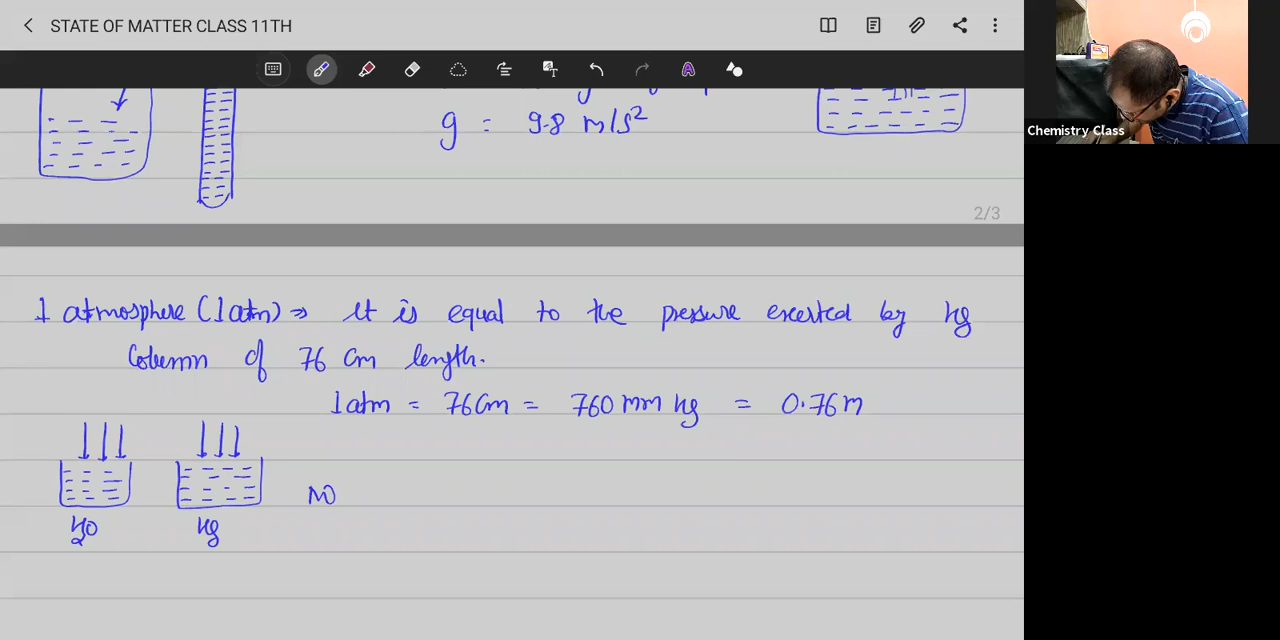 STATE OF MATTER CLASS 11TH
g : 9.8 m/s²
Chemistry Class
2/3
1 atmosphere (1 atm) ⇒ It is equal to the pressure exerted by Hg
Column of 76 Cm length.
1 atm = 76 Cm = 760 mm Hg = 0.76 m
H₂O Hg NO